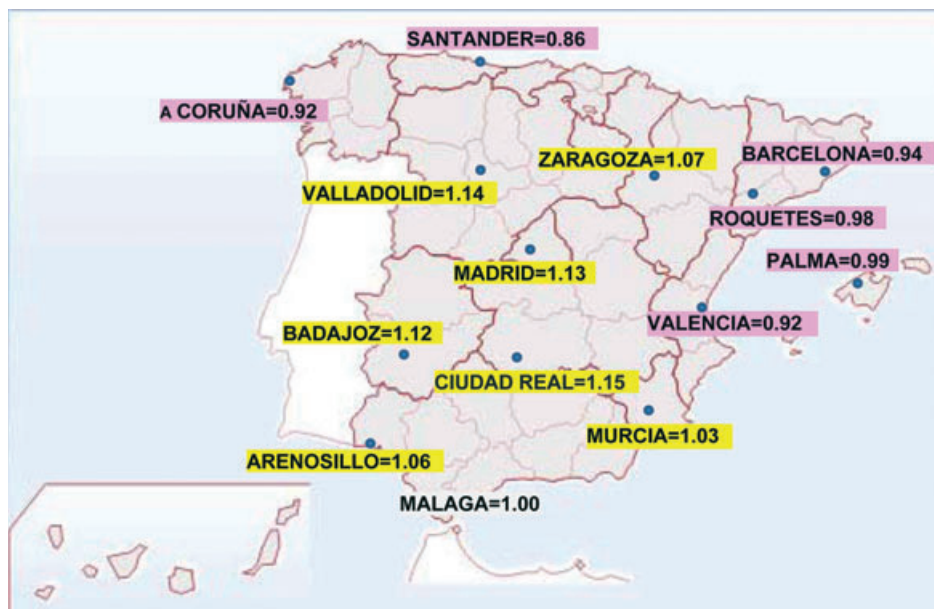 SANTANDER=0.86
A CORUÑA=0.92
ZARAGOZA=1.07
BARCELONA=0.94
VALLADOLID=1.14
ROQUETES=0.98
MADRID=1.13
PALMA=0.99
VALENCIA=0.92
BADAJOZ=1.12
CIUDAD REAL=1.15
MURCIA=1.03
ARENOSILLO=1.06
MALAGA=1.00